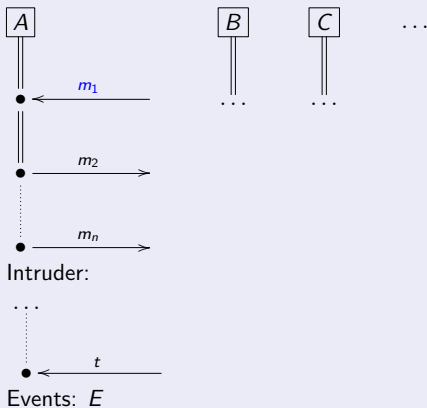 A B C ...
m₁ ... ...
m₂
mₙ
Intruder:
...
t
Events: E